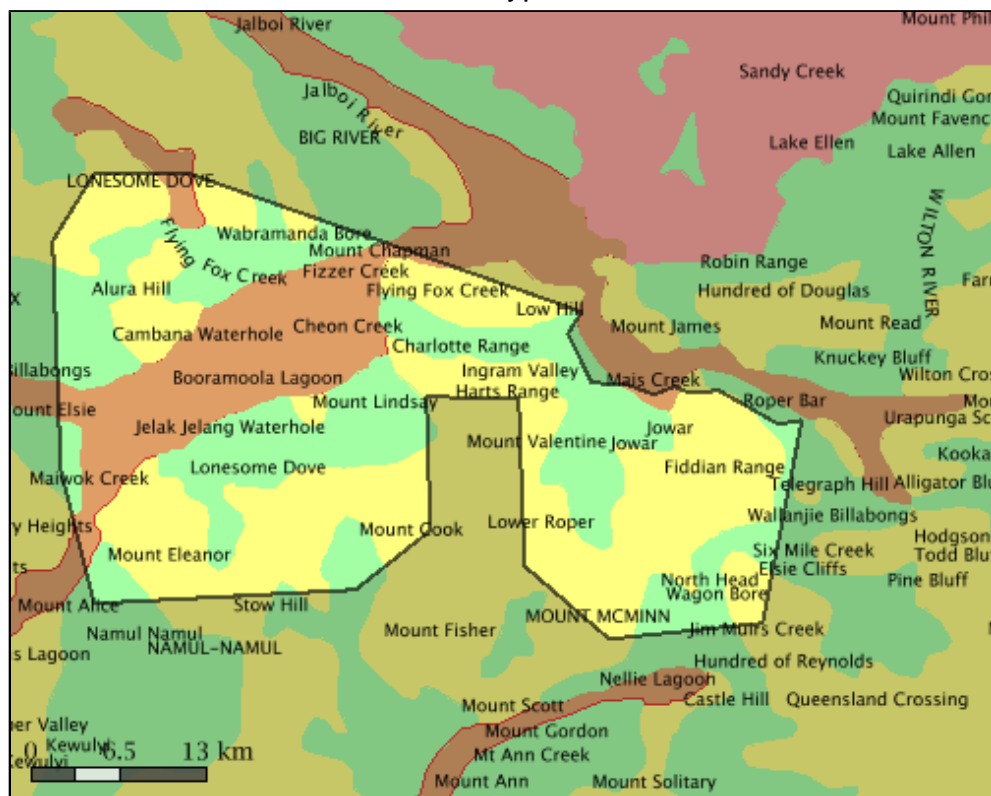 Jalboi River
Mount Phil
Sandy Creek
Jalboi River
Quirindi Gor
Mount Favenc
BIG RIVER
Lake Ellen
Lake Allen
LONESOME DOVE
WILTON RIVER
Wabramanda Bore
Flying Fox Creek
Mount Chapman
Robin Range
Fizzer Creek
Farr
Alura Hill
Flying Fox Creek
Hundred of Douglas
X
Low Hill
Cambana Waterhole
Cheon Creek
Mount James
Mount Read
Charlotte Range
Knuckey Bluff
Billabongs
Booramoola Lagoon
Ingram Valley
Mais Creek
Wilton Cros
Harts Range
Mount Lindsay
Roper Bar
Mou
ount Elsie
Urapunga Sc
Jelak Jelang Waterhole
Jowar
Mount Valentine
Jowar
Kooka
Lonesome Dove
Fiddian Range
Maiwok Creek
Telegraph Hill
Alligator Blu
ry Heights
Mount Cook
Lower Roper
Wallanjie Billabongs
Hodgson
Mount Eleanor
Six Mile Creek
Todd Bluf
ts
Elsie Cliffs
North Head
Pine Bluff
Wagon Bore
Mount Alice
Stow Hill
MOUNT MCMINN
Namul Namul
Mount Fisher
Jim Muirs Creek
NAMUL-NAMUL
s Lagoon
Hundred of Reynolds
Nellie Lagoon
Mount Scott
Castle Hill
Queensland Crossing
er Valley
Mount Gordon
Kewulyi
0 6.5 13 km
Kewulyi
Mt Ann Creek
Mount Ann
Mount Solitary